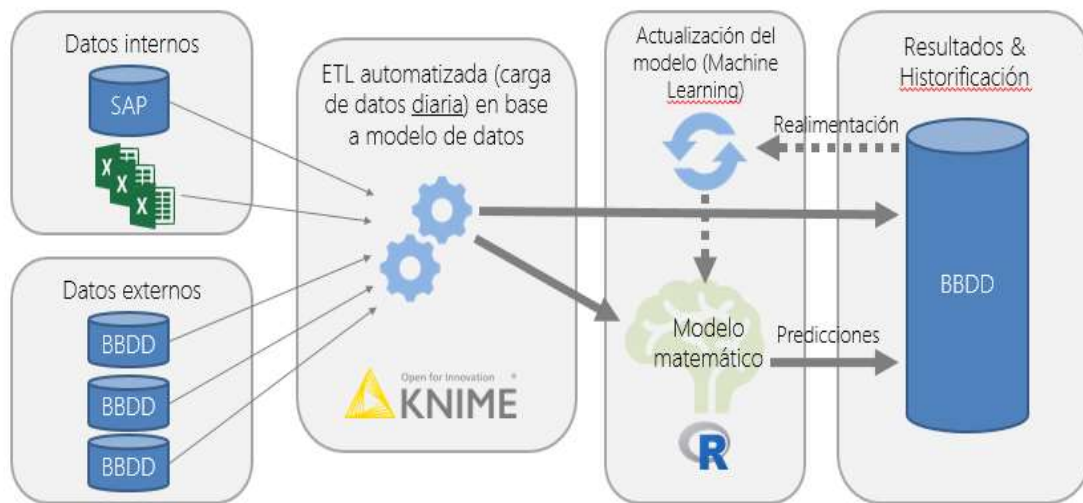 Datos internos
SAP
X
X
X
Datos externos
BBDD
BBDD
BBDD
ETL automatizada (carga
de datos diaria) en base
a modelo de datos
Open for Innovation
KNIME
Actualización del
modelo (Machine
Learning)
Realimentación
Modelo
matemático
Predicciones
R
Resultados &
Historificación
BBDD